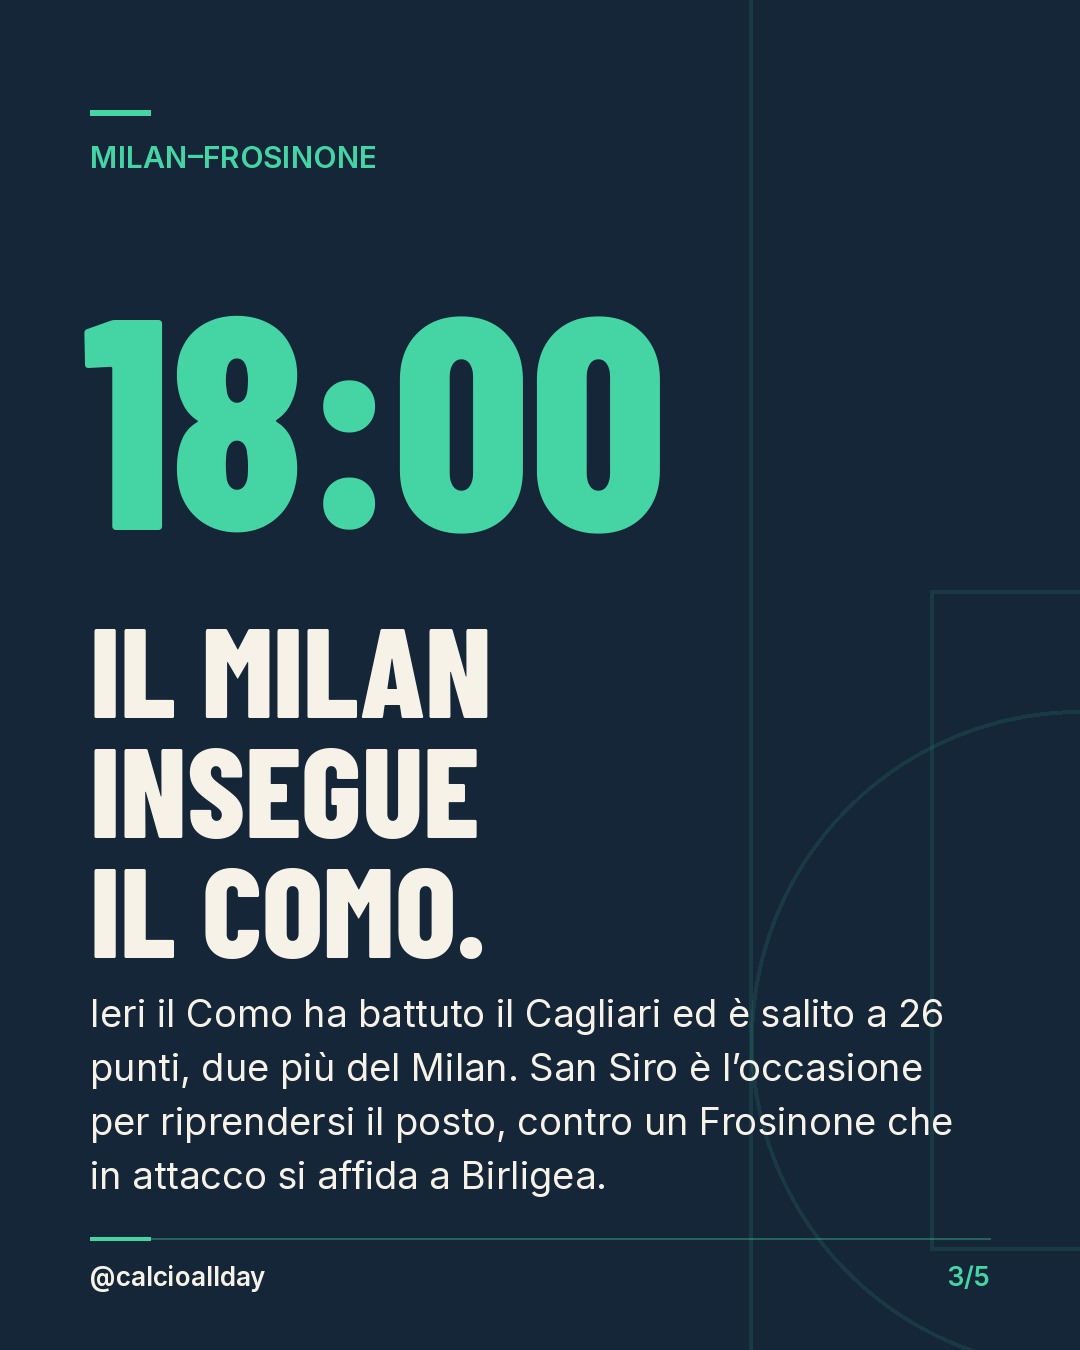 MILAN–FROSINONE
18:00
IL MILAN
INSEGUE
IL COMO.
Ieri il Como ha battuto il Cagliari ed è salito a 26
punti, due più del Milan. San Siro è l’occasione
per riprendersi il posto, contro un Frosinone che
in attacco si affida a Birligea.
@calcioallday
3/5